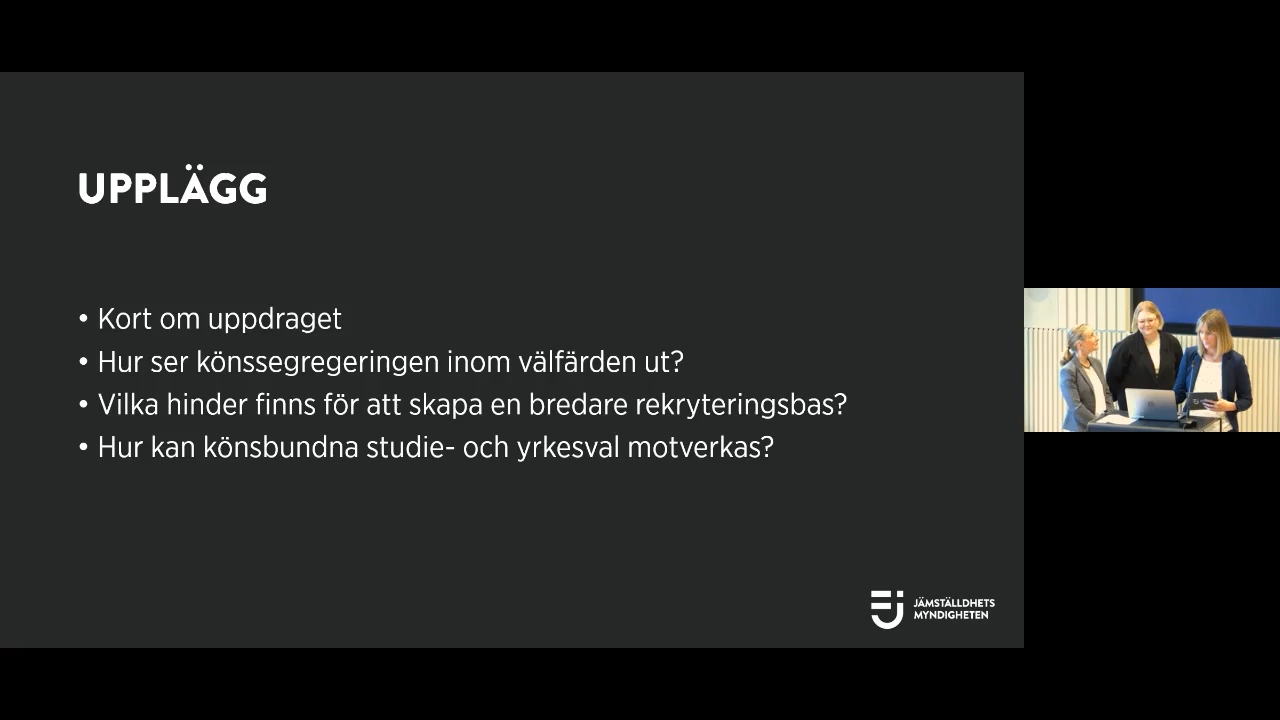 UPPLÄGG
• Kort om uppdraget
• Hur ser könssegregeringen inom välfärden ut?
• Vilka hinder finns för att skapa en bredare rekryteringsbas?
• Hur kan könsbundna studie- och yrkesval motverkas?
JÄMSTÄLLDHETS
MYNDIGHETEN